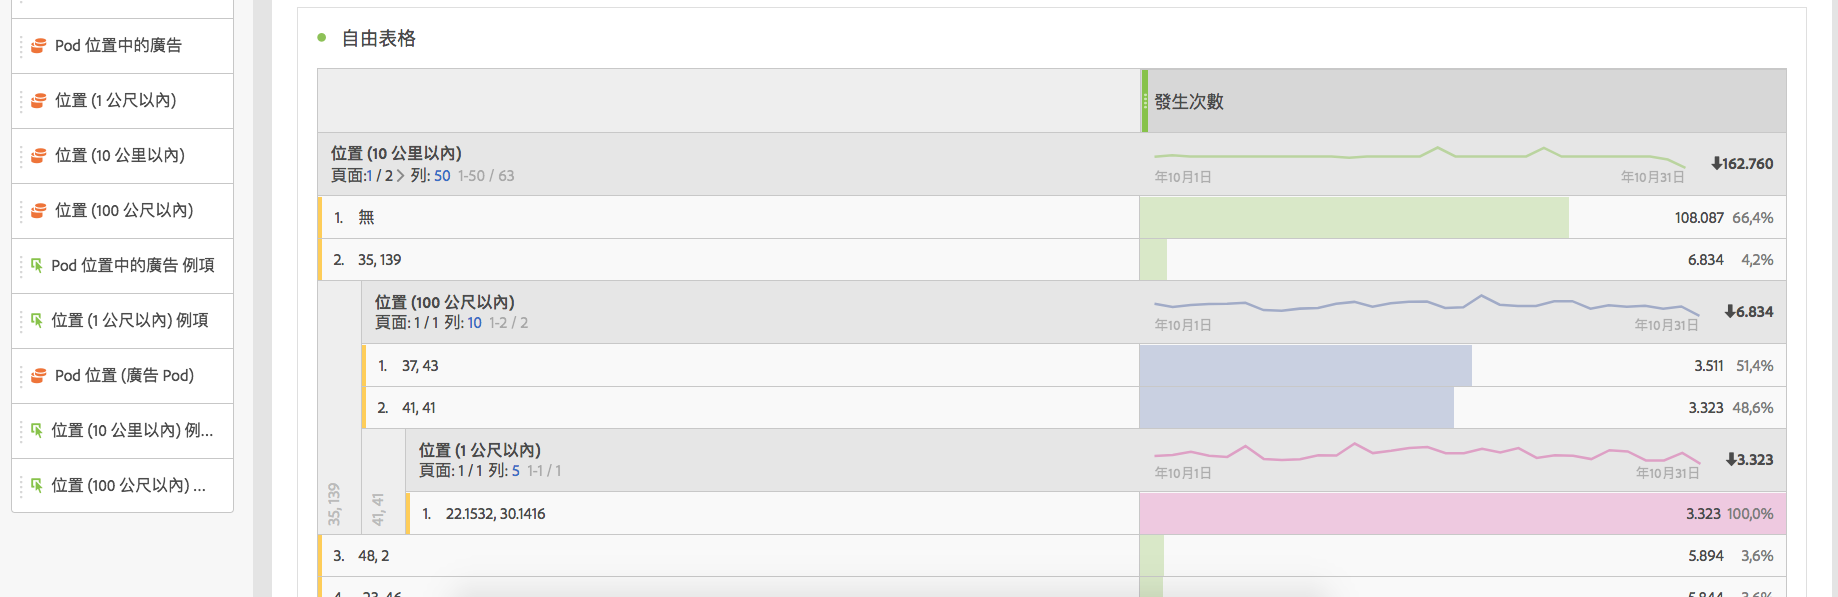 Pod 位置中的廣告
位置 (1 公尺以內)
位置 (10 公里以內)
位置 (100 公尺以內)
Pod 位置中的廣告 例項
位置 (1 公尺以內) 例項
Pod 位置 (廣告 Pod)
位置 (10 公里以內) 例...
位置 (100 公尺以內) ...
自由表格
發生次數
位置 (10 公里以內)
頁面:1 / 2 > 列: 50 1-50 / 63
年10月1日 年10月31日 162.760
1. 無 108.087 66,4%
2. 35, 139 6.834 4,2%
位置 (100 公尺以內)
頁面: 1 / 1 列: 10 1-2 / 2
年10月1日 年10月31日 6.834
1. 37, 43 3.511 51,4%
2. 41, 41 3.323 48,6%
位置 (1 公尺以內)
頁面: 1 / 1 列: 5 1-1 / 1
年10月1日 年10月31日 3.323
35, 139
41, 41
1. 22.1532, 30.1416 3.323 100,0%
3. 48, 2 5.894 3,6%